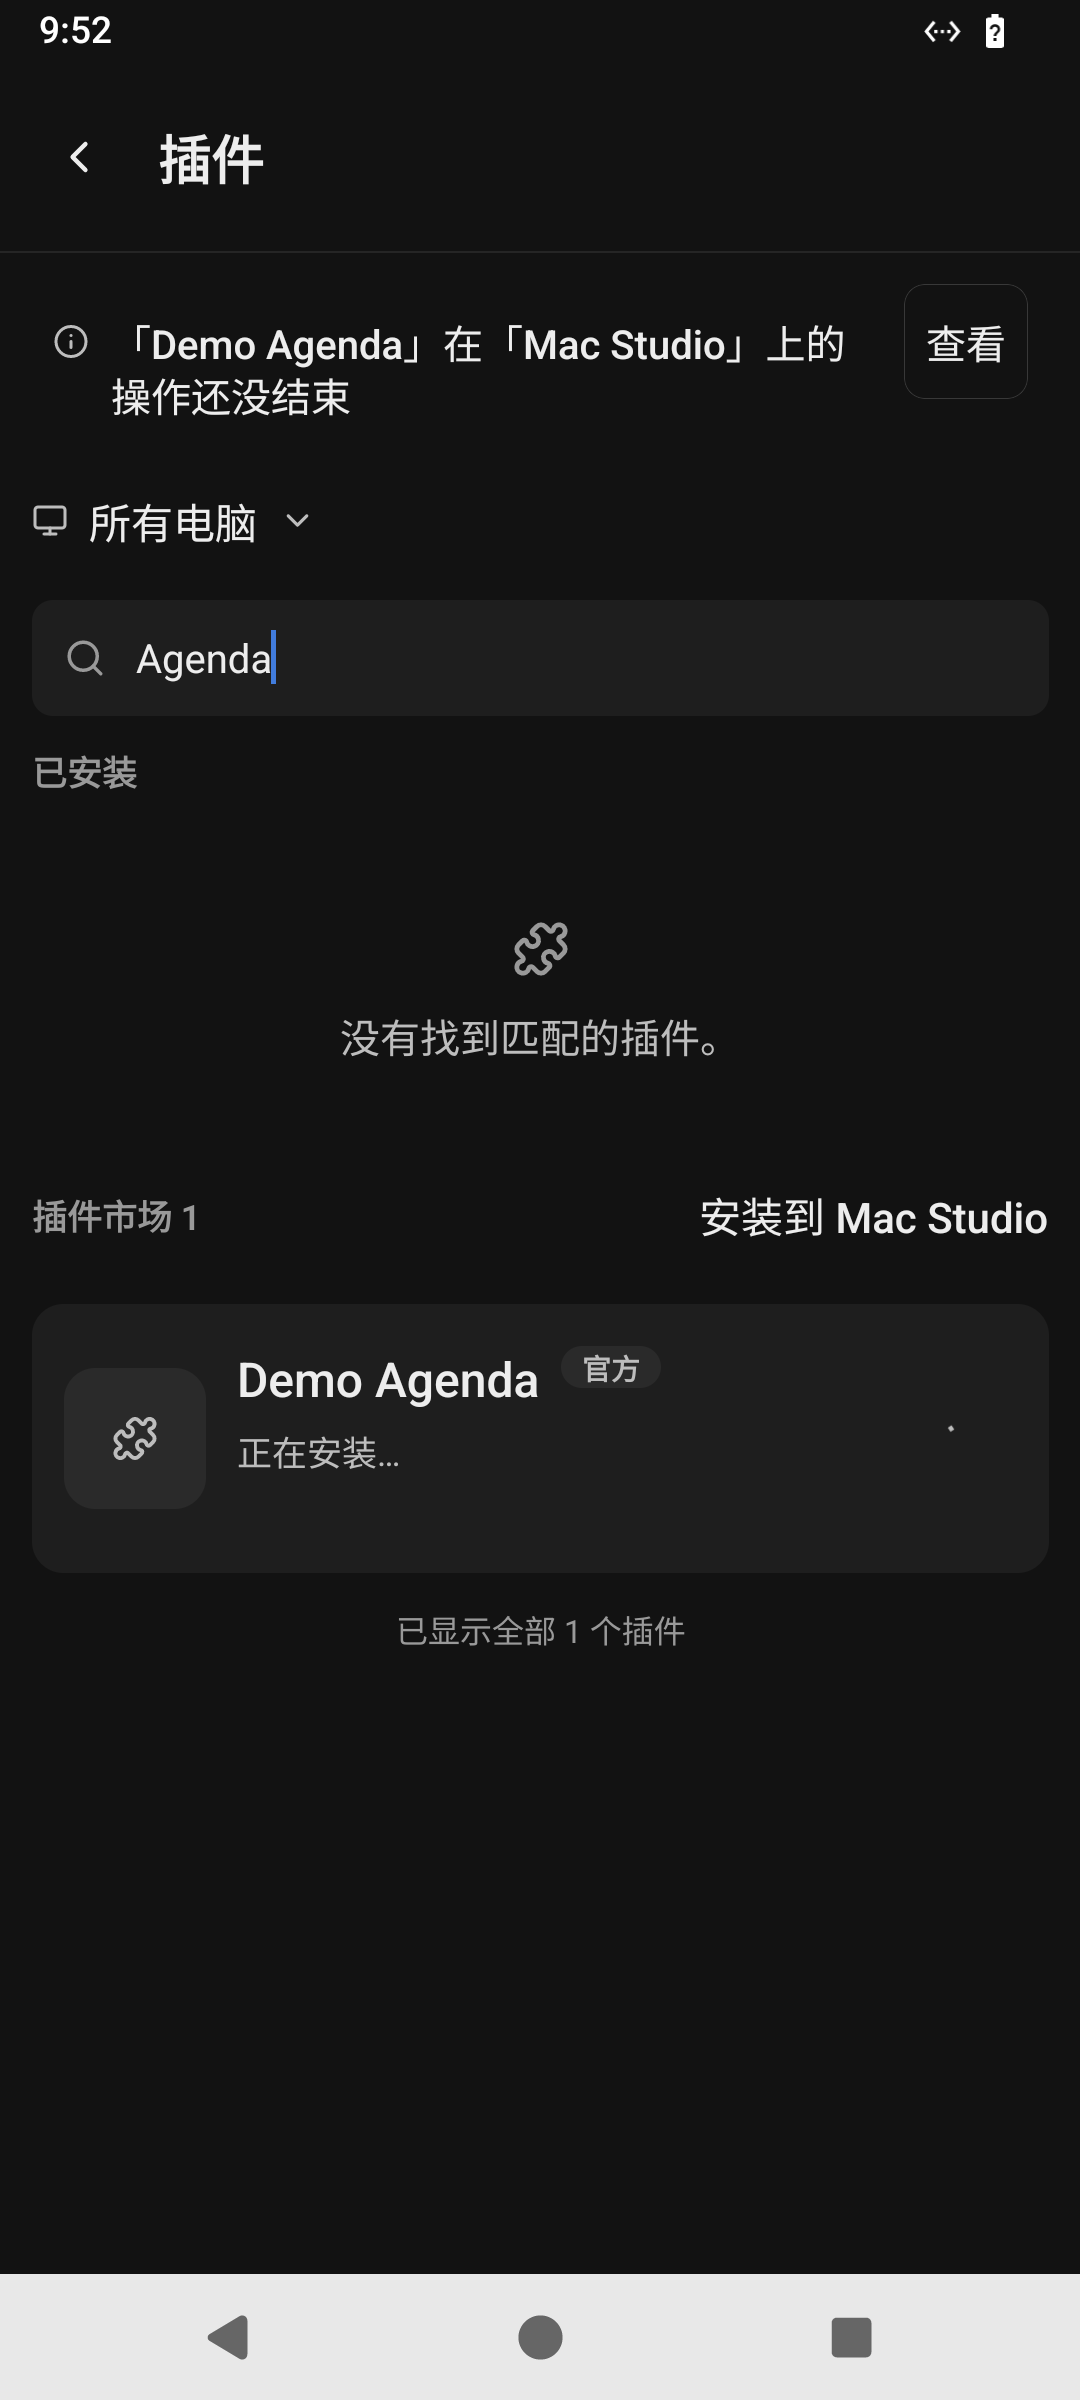 9:52
插件
「Demo Agenda」在「Mac Studio」上的
操作还没结束
查看
所有电脑
Agenda
已安装
没有找到匹配的插件。
插件市场 1
安装到 Mac Studio
Demo Agenda
官方
正在安装...
已显示全部 1 个插件